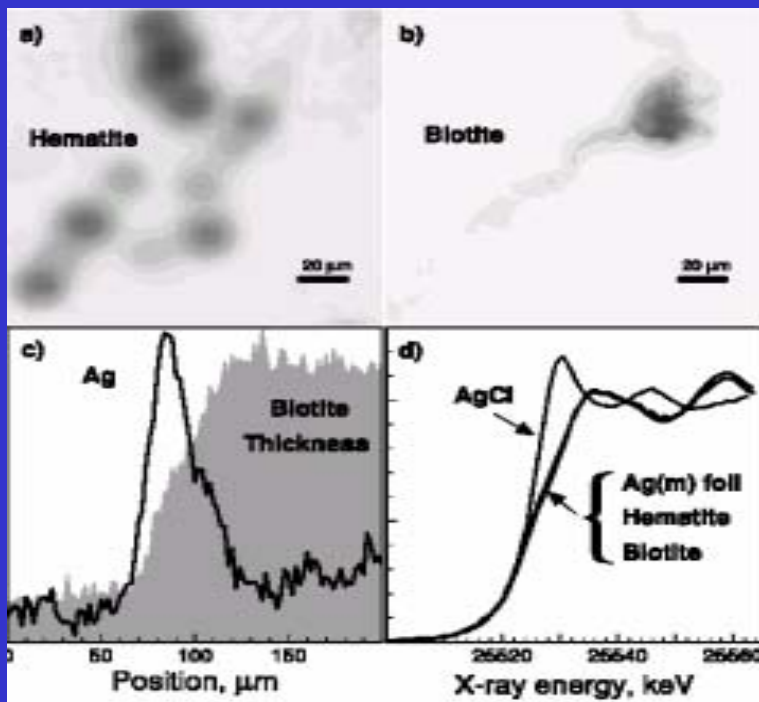 a)
Hematite
20 μm
b)
Biotite
20 μm
c)
Ag
Biotite
Thickness
50 100 150
Position, μm
d)
AgCl
Ag(m) foil
Hematite
Biotite
25520 25540 25560
X-ray energy, keV